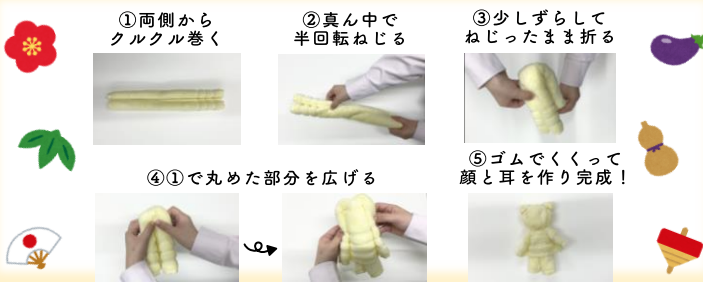 ①両側から
クルクル巻く
②真ん中で
半回転ねじる
③少しずらして
ねじったまま折る
④①で丸めた部分を広げる
⑤ゴムでくくって
顔と耳を作り完成！